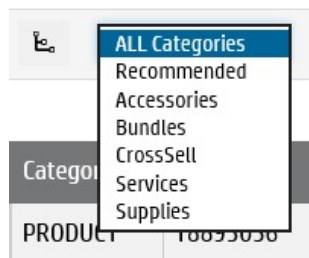 ALL Categories
Recommended
Accessories
Bundles
CrossSell
Services
Supplies
PRODUCT